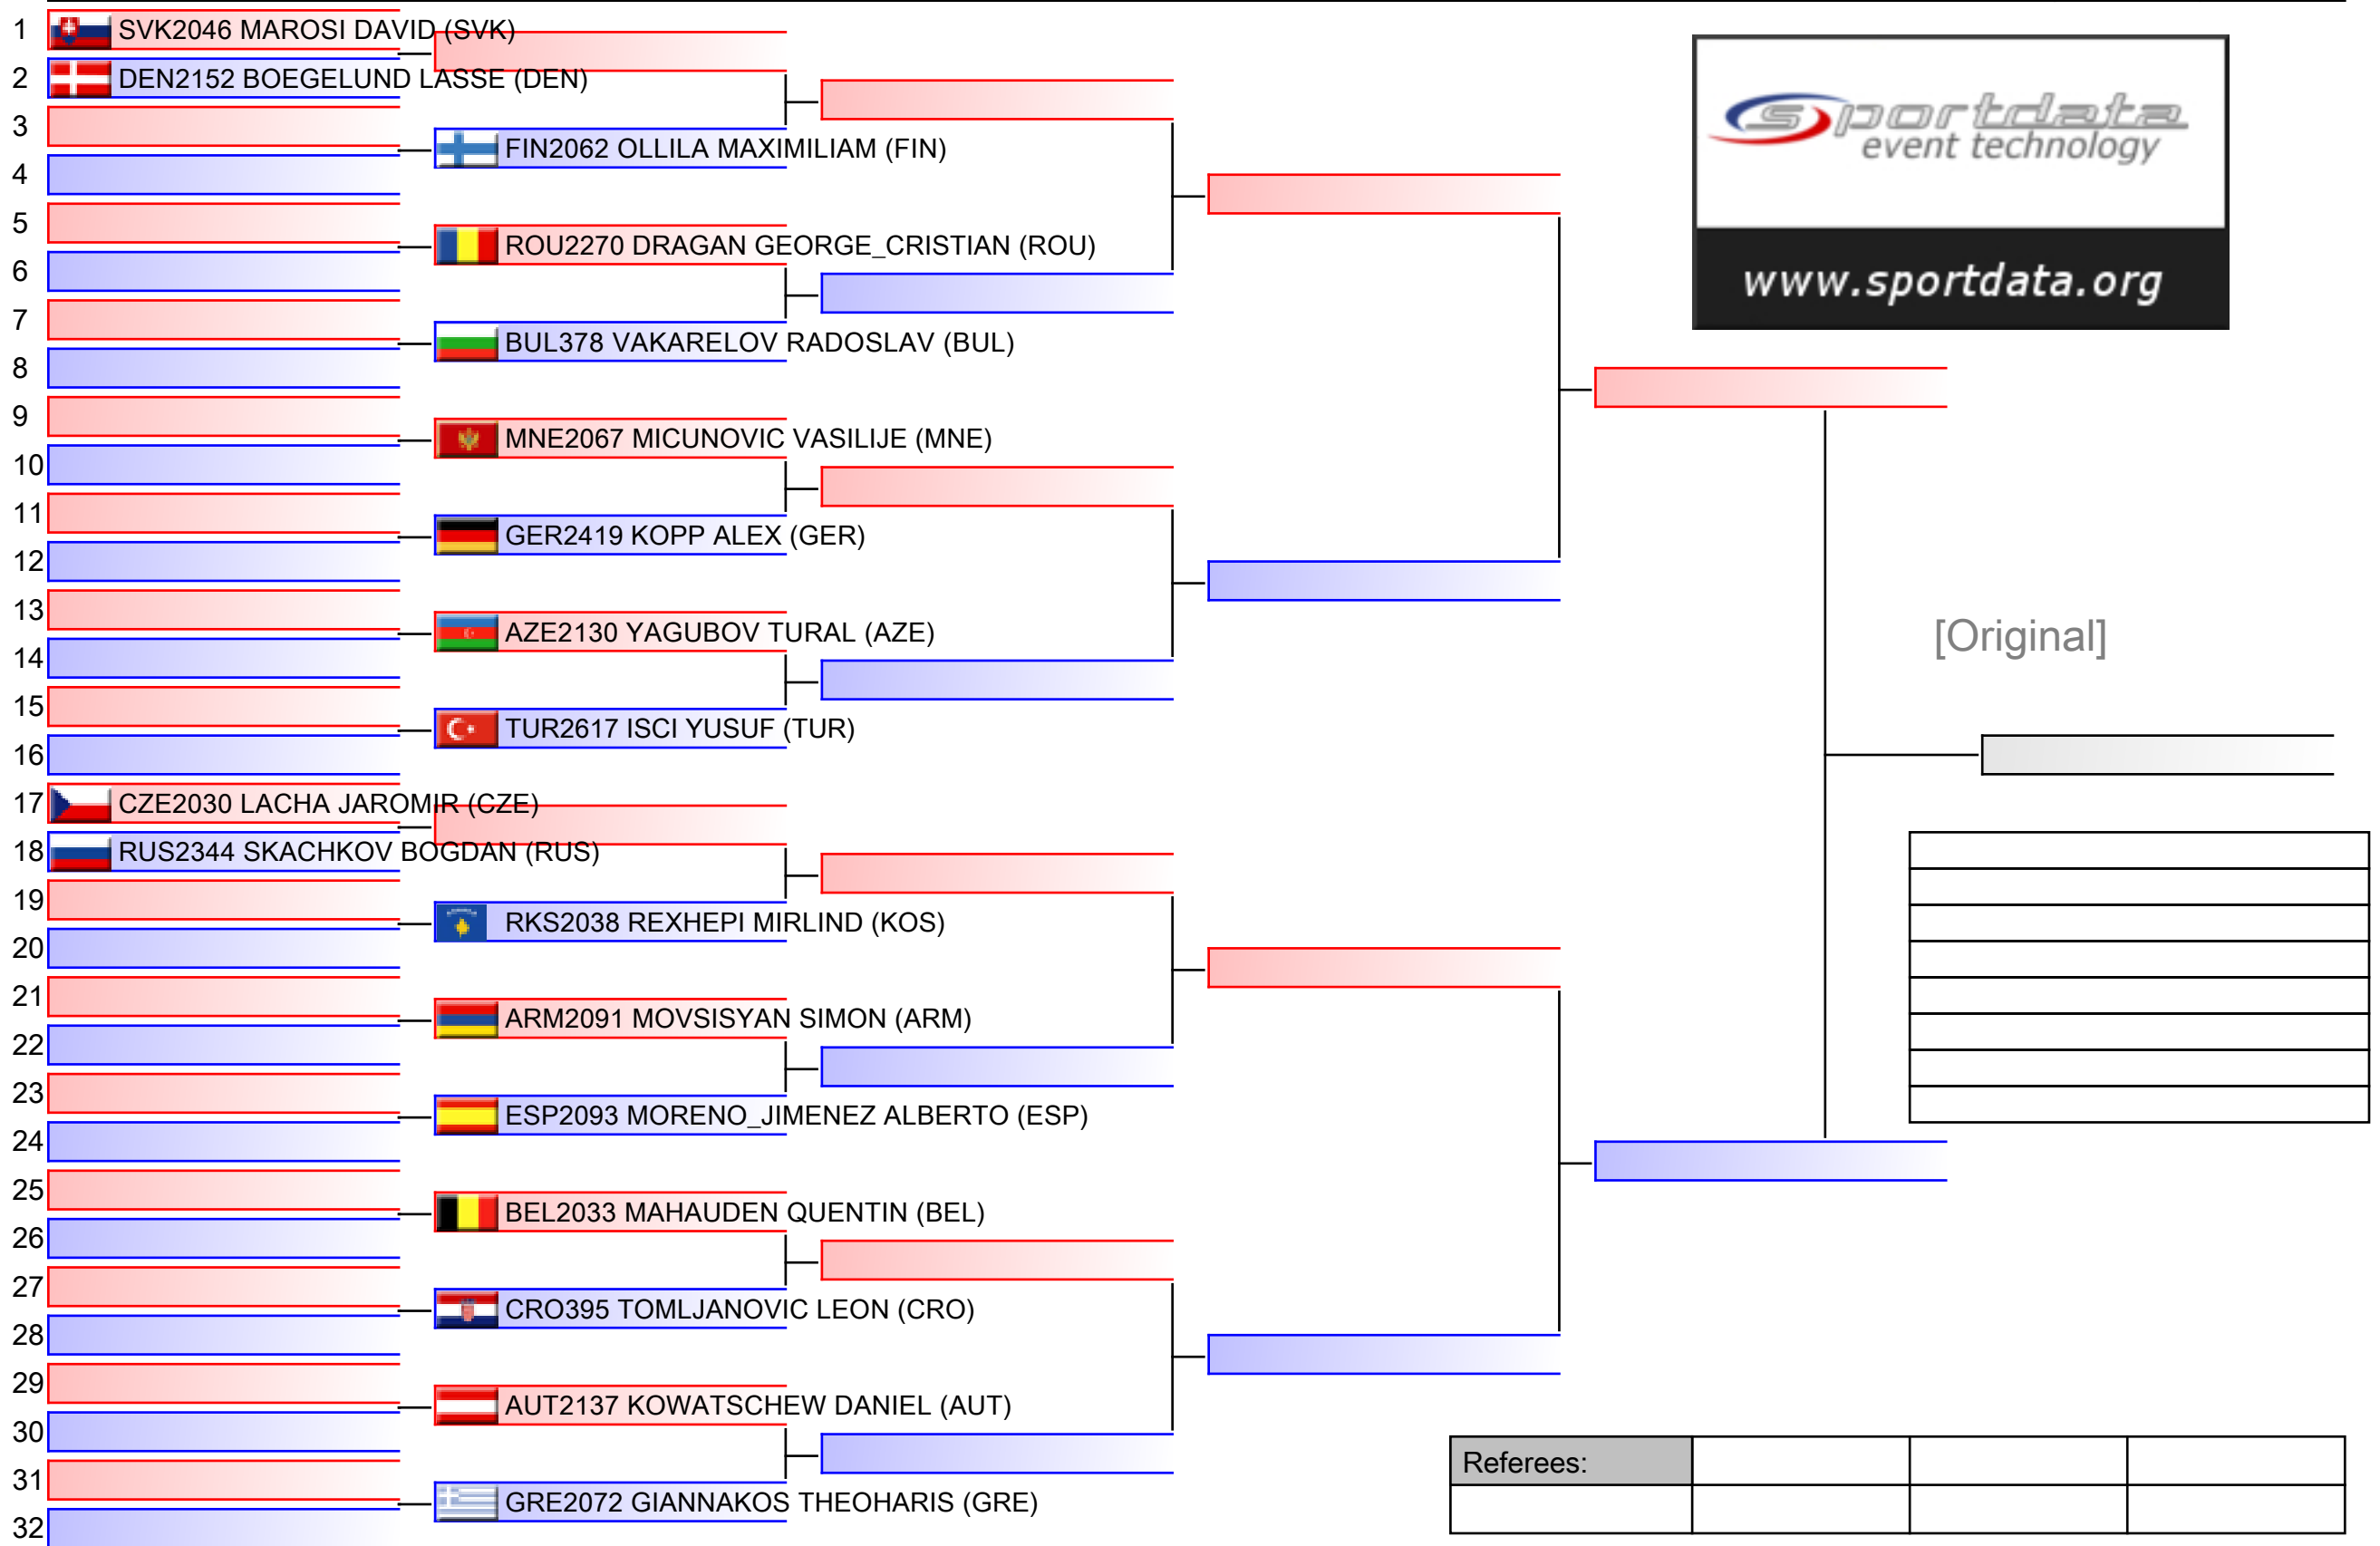 1 SVK2046 MAROSI DAVID (SVK)
2 DEN2152 BOEGELUND LASSE (DEN)
3
FIN2062 OLLILA MAXIMILIAM (FIN)
4
5
ROU2270 DRAGAN GEORGE_CRISTIAN (ROU)
6
7
BUL378 VAKARELOV RADOSLAV (BUL)
8
9
MNE2067 MICUNOVIC VASILIJE (MNE)
10
11
GER2419 KOPP ALEX (GER)
12
13
AZE2130 YAGUBOV TURAL (AZE)
14
15
TUR2617 ISCI YUSUF (TUR)
16
17 CZE2030 LACHA JAROMIR (CZE)
18 RUS2344 SKACHKOV BOGDAN (RUS)
19
RKS2038 REXHEPI MIRLIND (KOS)
20
21
ARM2091 MOVSISYAN SIMON (ARM)
22
23
ESP2093 MORENO_JIMENEZ ALBERTO (ESP)
24
25
BEL2033 MAHAUDEN QUENTIN (BEL)
26
27
CRO395 TOMLJANOVIC LEON (CRO)
28
29
AUT2137 KOWATSCHEW DANIEL (AUT)
30
31
GRE2072 GIANNAKOS THEOHARIS (GRE)
32
sportdata
event technology
www.sportdata.org
[Original]
Referees: